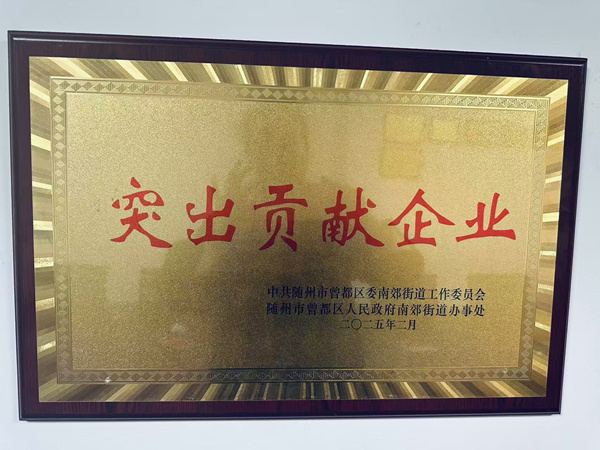 突出贡献企业
中共随州市曾都区委南郊街道工作委员会
随州市曾都区人民政府南郊街道办事处
二〇二五年二月